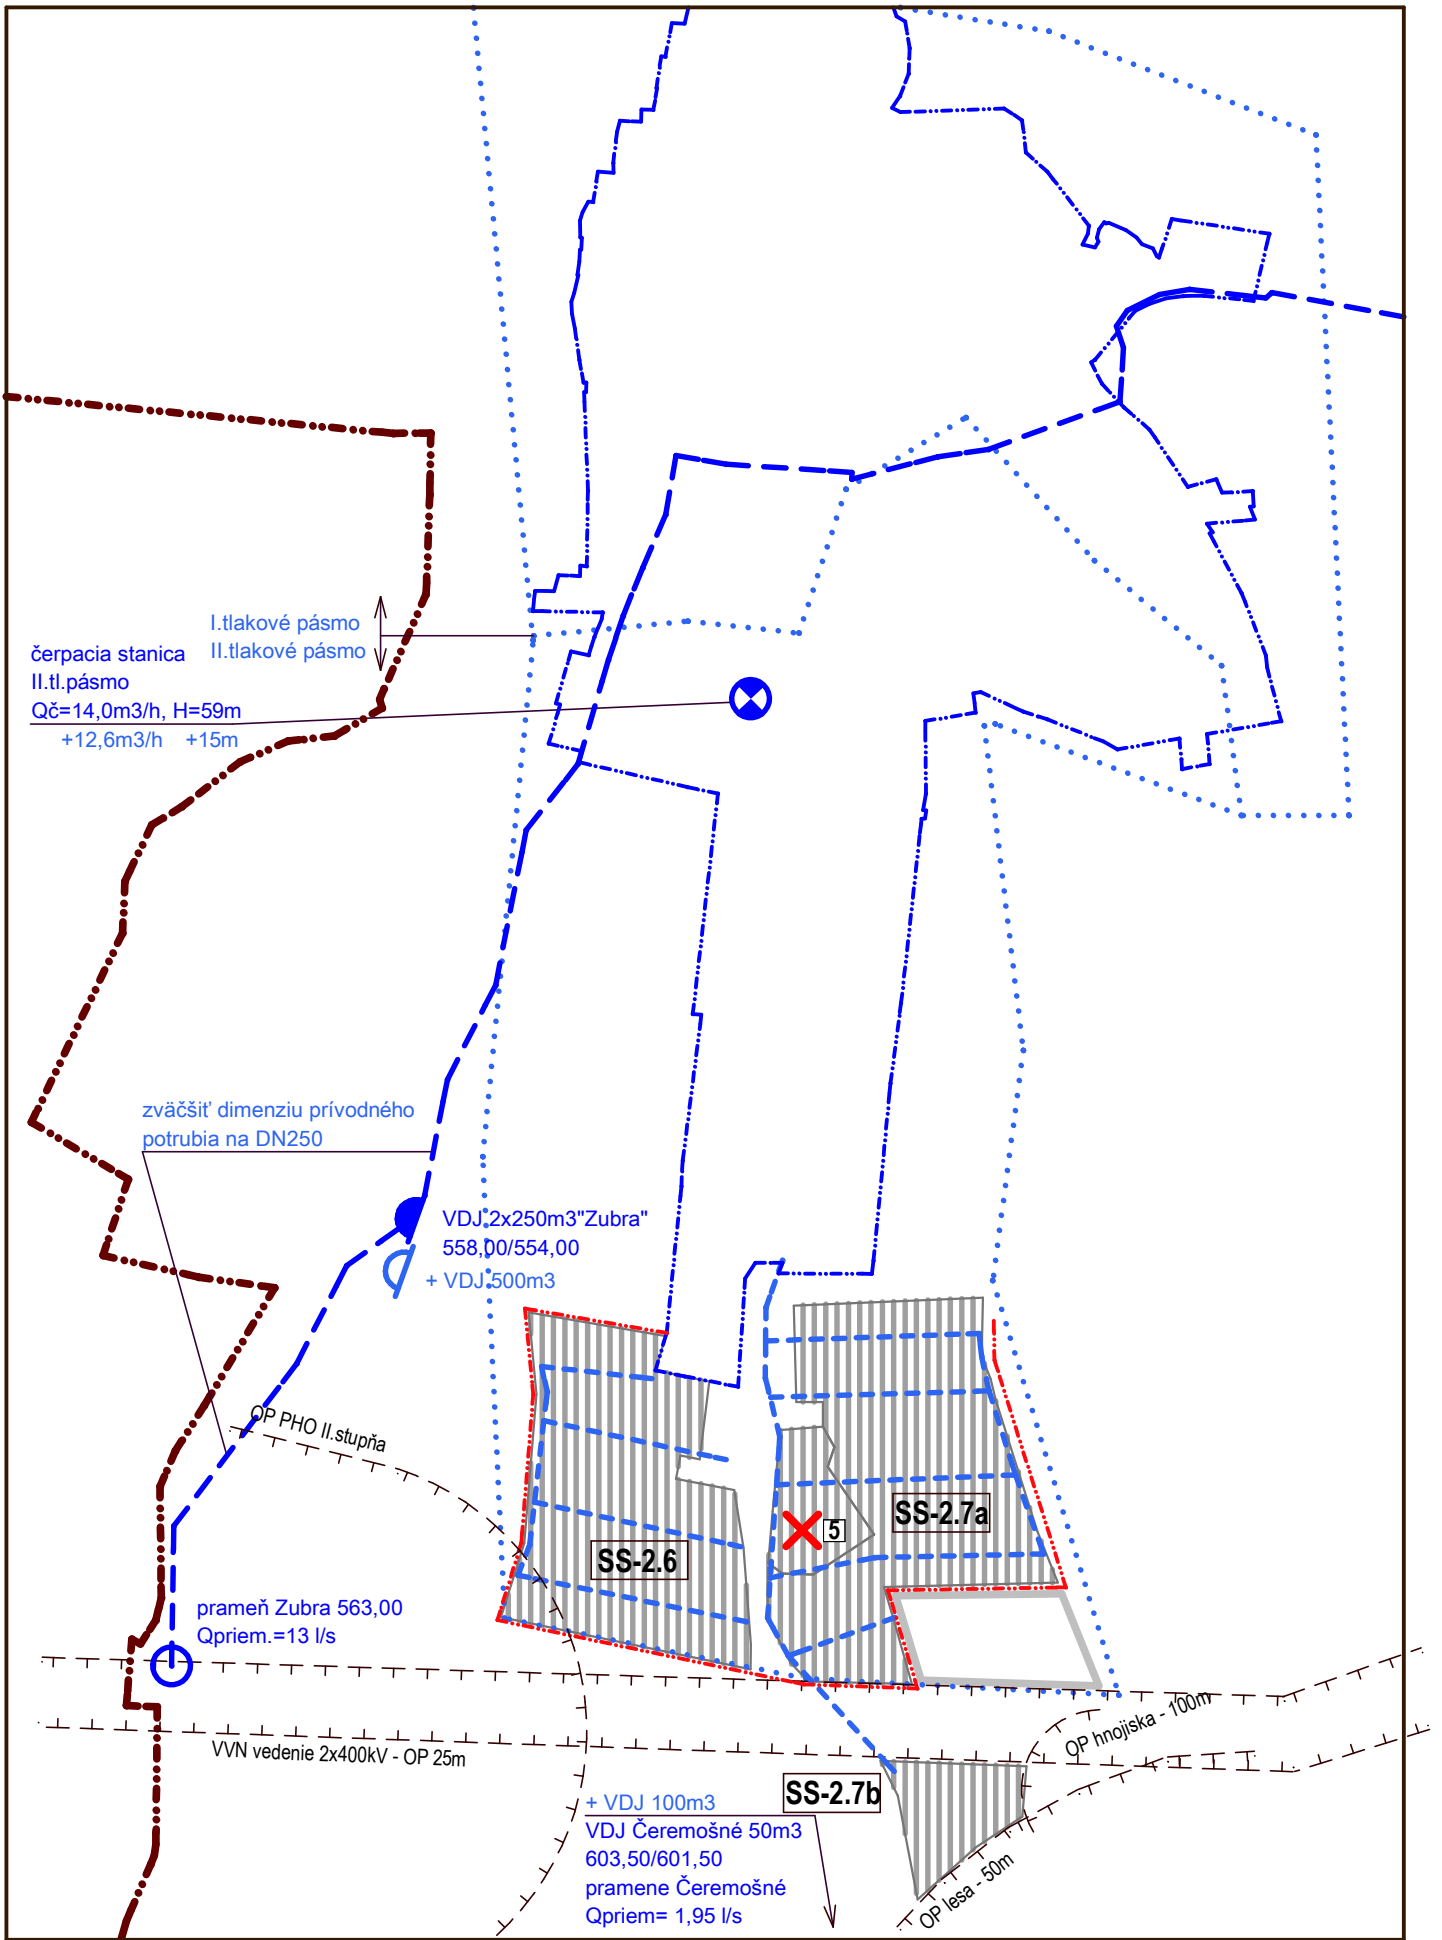 I.tlakové pásmo
II.tlakové pásmo
čerpacia stanica
II.tl.pásmo
Qč=14,0m3/h, H=59m
+12,6m3/h +15m
zväčšiť dimenziu prívodného
potrubia na DN250
VDJ 2x250m3"Zubra"
558,00/554,00
+ VDJ 500m3
OP PHO II.stupňa
SS-2.7a
5
SS-2.6
prameň Zubra 563,00
Qpriem.=13 l/s
OP hnojiska - 100m
VVN vedenie 2x400kV - OP 25m
SS-2.7b
+ VDJ 100m3
VDJ Čeremošné 50m3
603,50/601,50
pramene Čeremošné
Qpriem= 1,95 l/s
OP lesa - 50m